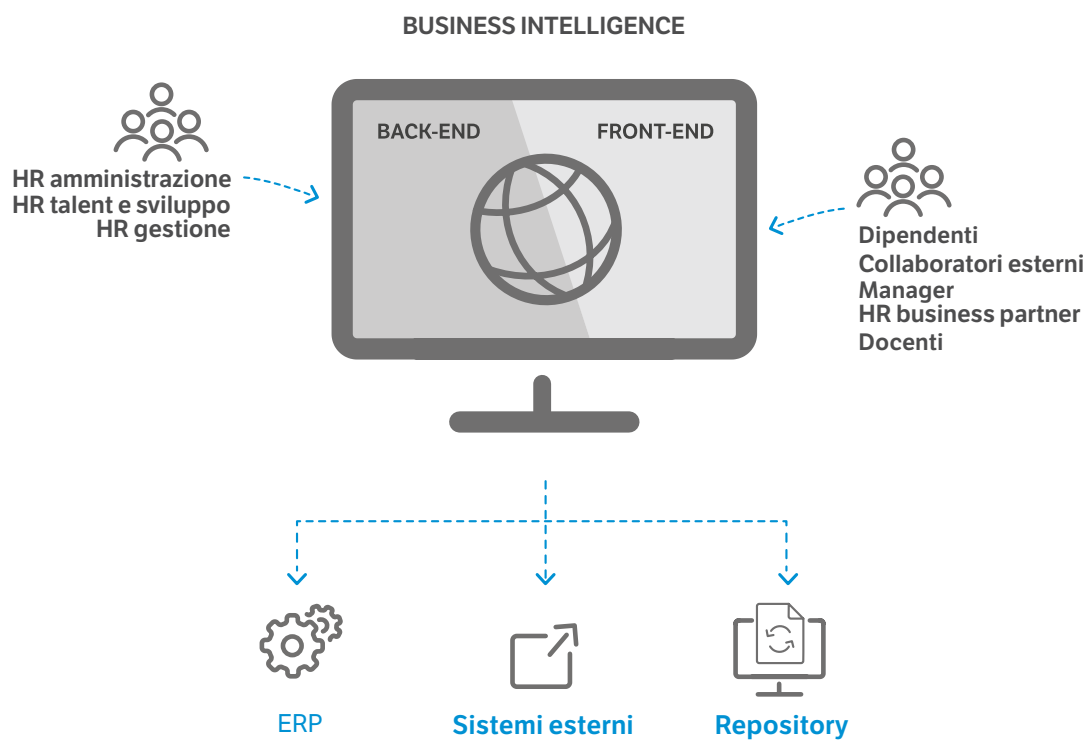 BUSINESS INTELLIGENCE
BACK-END
FRONT-END
HR amministrazione
HR talent e sviluppo
HR gestione
Dipendenti
Collaboratori esterni
Manager
HR business partner
Docenti
ERP
Sistemi esterni
Repository